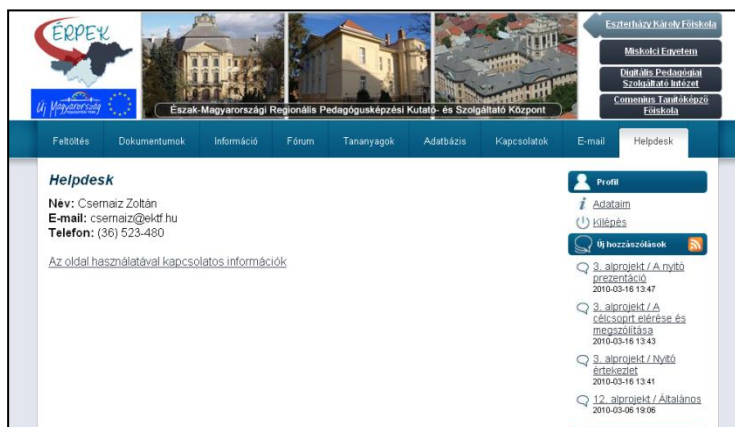 ÉRPEK
Új Magyarország
Észak-Magyarországi Regionális Pedagógusképzési Kutató- és Szolgáltató Központ
Eszterházy Károly Főiskola
Miskolci Egyetem
Digitális Pedagógiai
Szolgáltató Intézet
Comenius Tanítóképző
Főiskola
Feltöltés Dokumentumok Információ Fórum Tananyagok Adatbázis Kapcsolatok E-mail Helpdesk
Helpdesk
Név: Csernaiz Zoltán
E-mail: csernaiz@ektf.hu
Telefon: (36) 523-480
Az oldal használatával kapcsolatos információk
Profil
Adataim
Kilépés
Új hozzászólások
3. alprojekt / A nyitó
prezentáció
2010-03-16 13:47
3. alprojekt / A
célcsoprt elérése és
megszólítása
2010-03-16 13:43
3. alprojekt / Nyitó
értekezlet
2010-03-16 13:41
12. alprojekt / Általános
2010-03-06 19:06